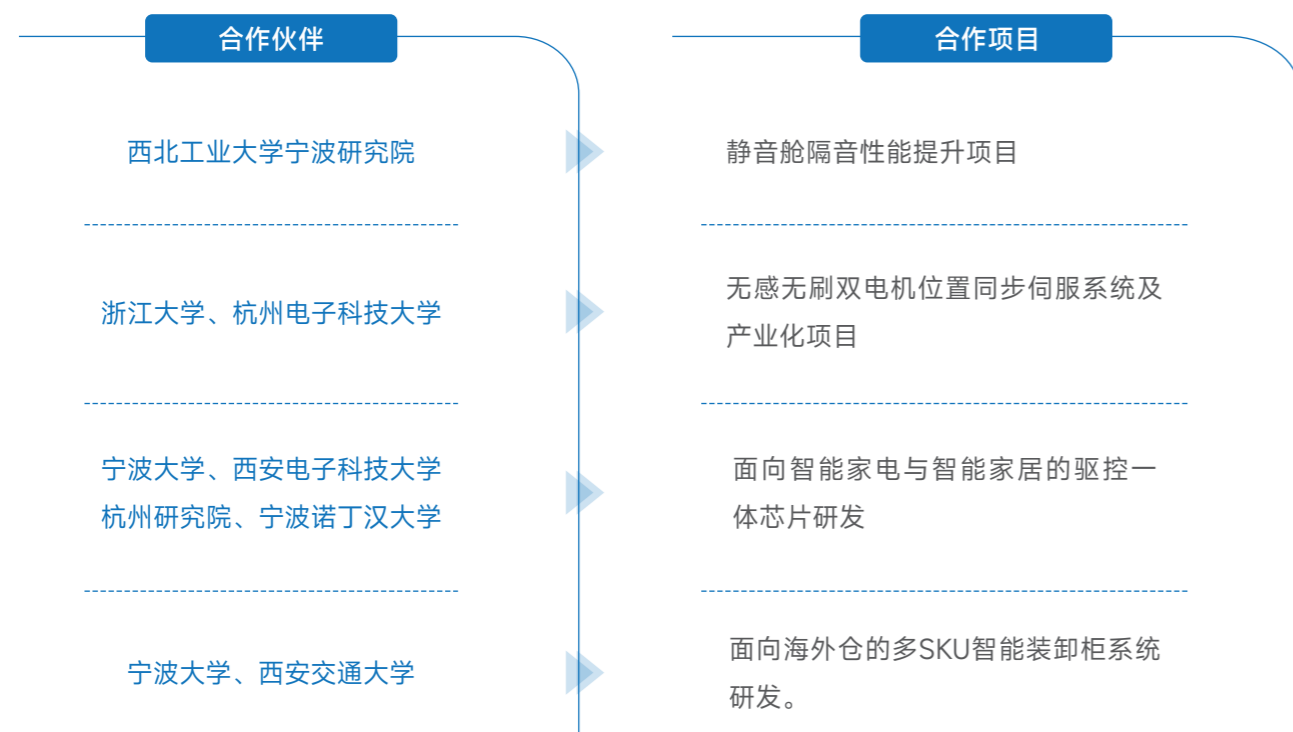 合作伙伴
合作项目
西北工业大学宁波研究院
静音舱隔音性能提升项目
浙江大学、杭州电子科技大学
无感无刷双电机位置同步伺服系统及
产业化项目
宁波大学、西安电子科技大学
杭州研究院、宁波诺丁汉大学
面向智能家电与智能家居的驱控一
体芯片研发
宁波大学、西安交通大学
面向海外仓的多SKU智能装卸柜系统
研发。